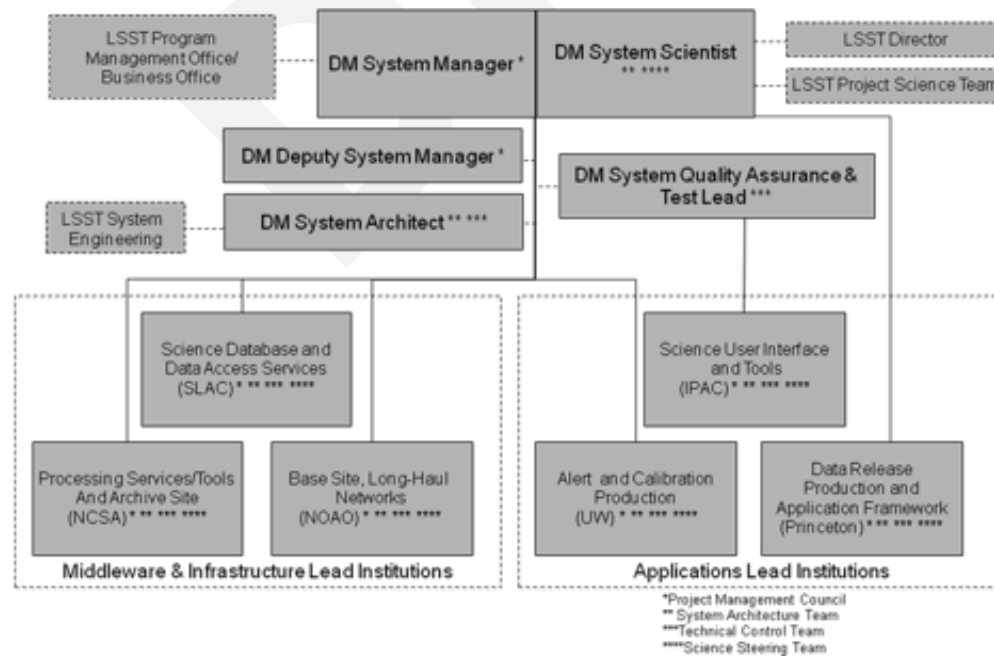 LSST Program
Management Office/
Business Office
DM System Manager *
DM System Scientist
** ****
LSST Director
LSST Project Science Team
DM Deputy System Manager *
DM System Quality Assurance &
Test Lead ***
LSST System
Engineering
DM System Architect ** ***
Science Database and
Data Access Services
(SLAC) * ** *** ****
Science User Interface
and Tools
(IPAC) * ** *** ****
Processing Services/Tools
And Archive Site
(NCSA) * ** *** ****
Base Site, Long-Haul
Networks
(NOAO) * ** *** ****
Alert and Calibration
Production
(UW) * ** *** ****
Data Release
Production and
Application Framework
(Princeton) * ** *** ****
Middleware & Infrastructure Lead Institutions
Applications Lead Institutions
*Project Management Council
** System Architecture Team
***Technical Control Team
****Science Steering Team